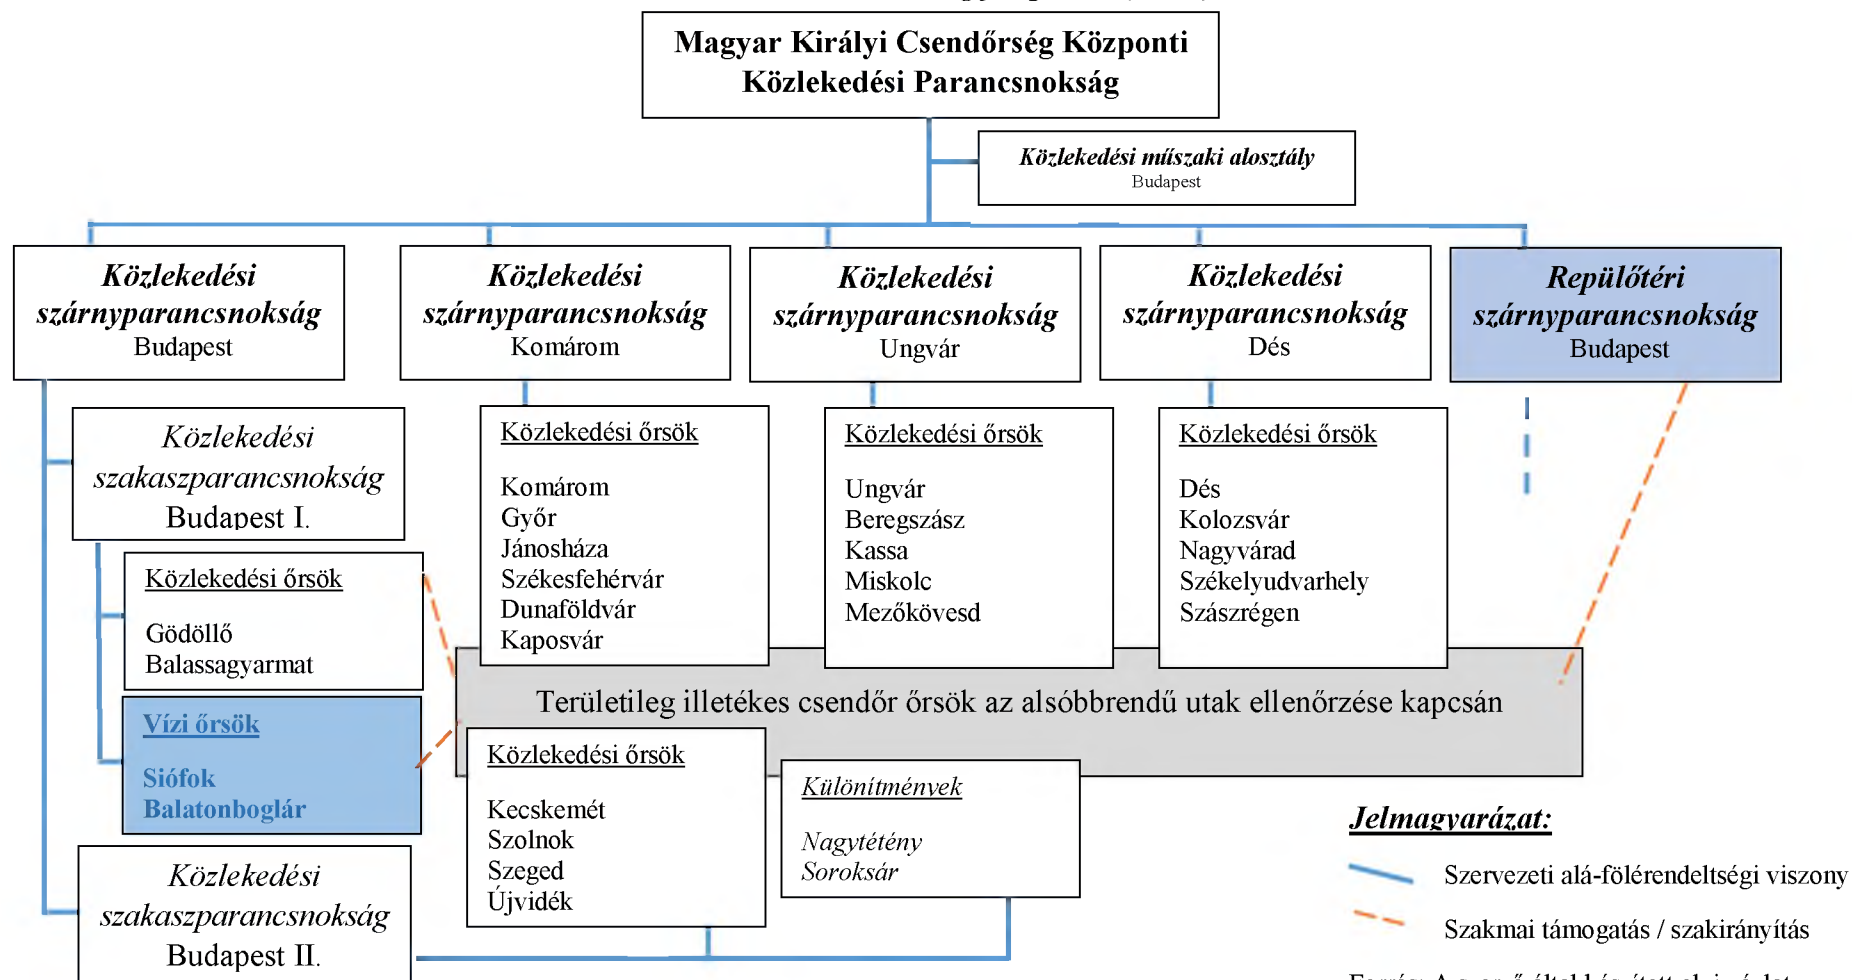 Magyar Királyi Csendőrség Központi
Közlekedési Parancsnokság
Közlekedési műszaki alosztály
Budapest
Közlekedési
szárnyparancsnokság
Budapest
Közlekedési
szárnyparancsnokság
Komárom
Közlekedési
szárnyparancsnokság
Ungvár
Közlekedési
szárnyparancsnokság
Dés
Repülőtéri
szárnyparancsnokság
Budapest
Közlekedési
szakaszparancsnokság
Budapest I.
Közlekedési őrsök
Gödöllő
Balassagyarmat
Vízi őrsök
Siófok
Balatonboglár
Közlekedési
szakaszparancsnokság
Budapest II.
Közlekedési őrsök
Komárom
Győr
Jánosháza
Székesfehérvár
Dunaföldvár
Kaposvár
Közlekedési őrsök
Ungvár
Beregszász
Kassa
Miskolc
Mezőkövesd
Közlekedési őrsök
Dés
Kolozsvár
Nagyvárad
Székelyudvarhely
Szászrégen
Területileg illetékes csendőr őrsök az alsóbbrendű utak ellenőrzése kapcsán
Közlekedési őrsök
Kecskemét
Szolnok
Szeged
Újvidék
Különítmények
Nagytétény
Soroksár
Jelmagyarázat:
Szervezeti alá-fölérendeltségi viszony
Szakmai támogatás / szakirányítás